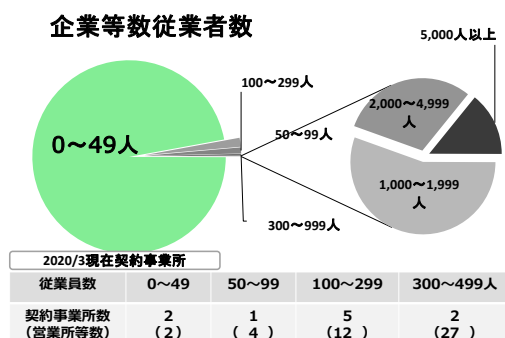 企業等数従業者数
5,000人以上
100～299人
2,000～4,999
人
0～49人
50～99人
1,000～1,999
人
300～999人
2020/3現在契約事業所
従業員数 0～49 50～99 100～299 300～499人
契約事業所数 2 1 5 2
(営業所等数) (2) ( 4 ) (12 ) (27 )